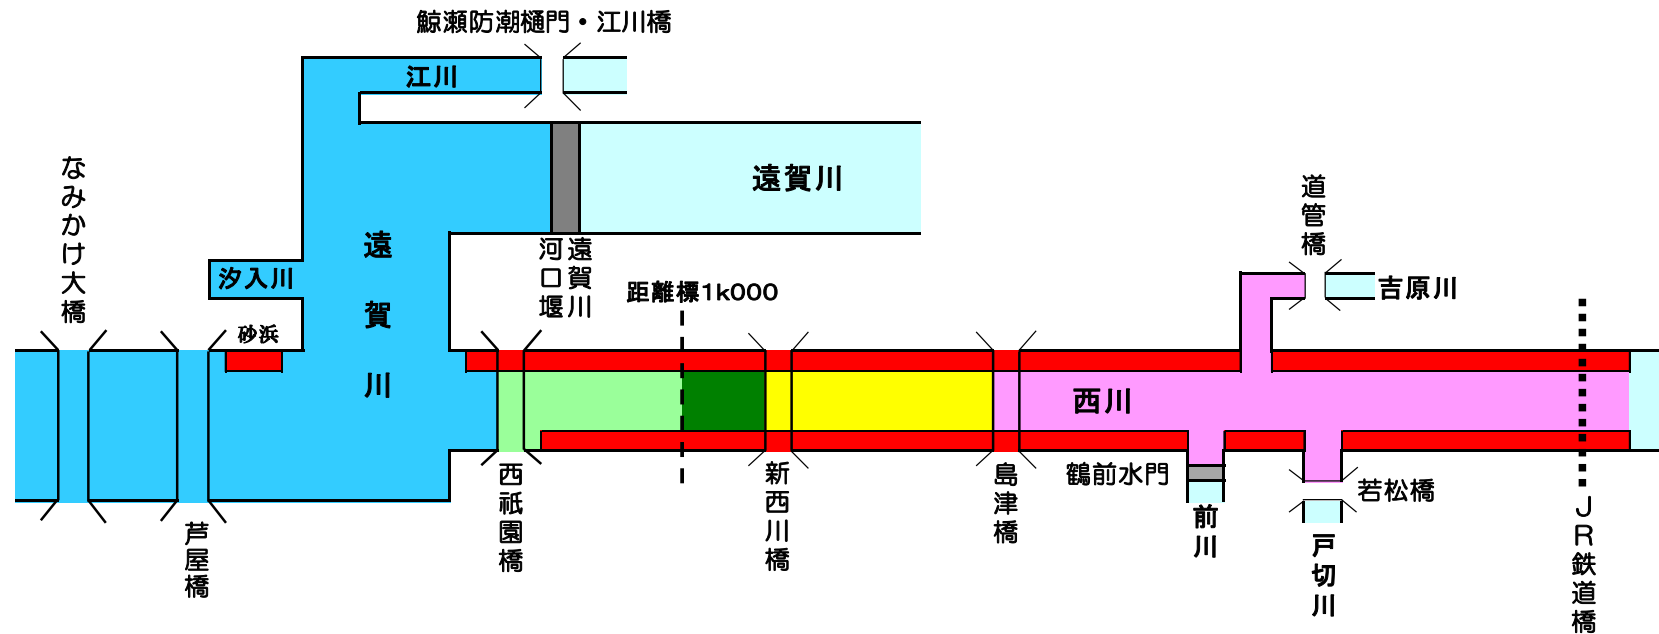 鯨瀬防潮樋門・江川橋
江川
遠賀川
なみかけ大橋
遠賀川
汐入川
砂浜
遠賀川
河口堰
距離標1k000
道管橋
吉原川
西川
鶴前水門
若松橋
芦屋橋
西祇園橋
新西川橋
島津橋
前川
戸切川
JR鉄道橋